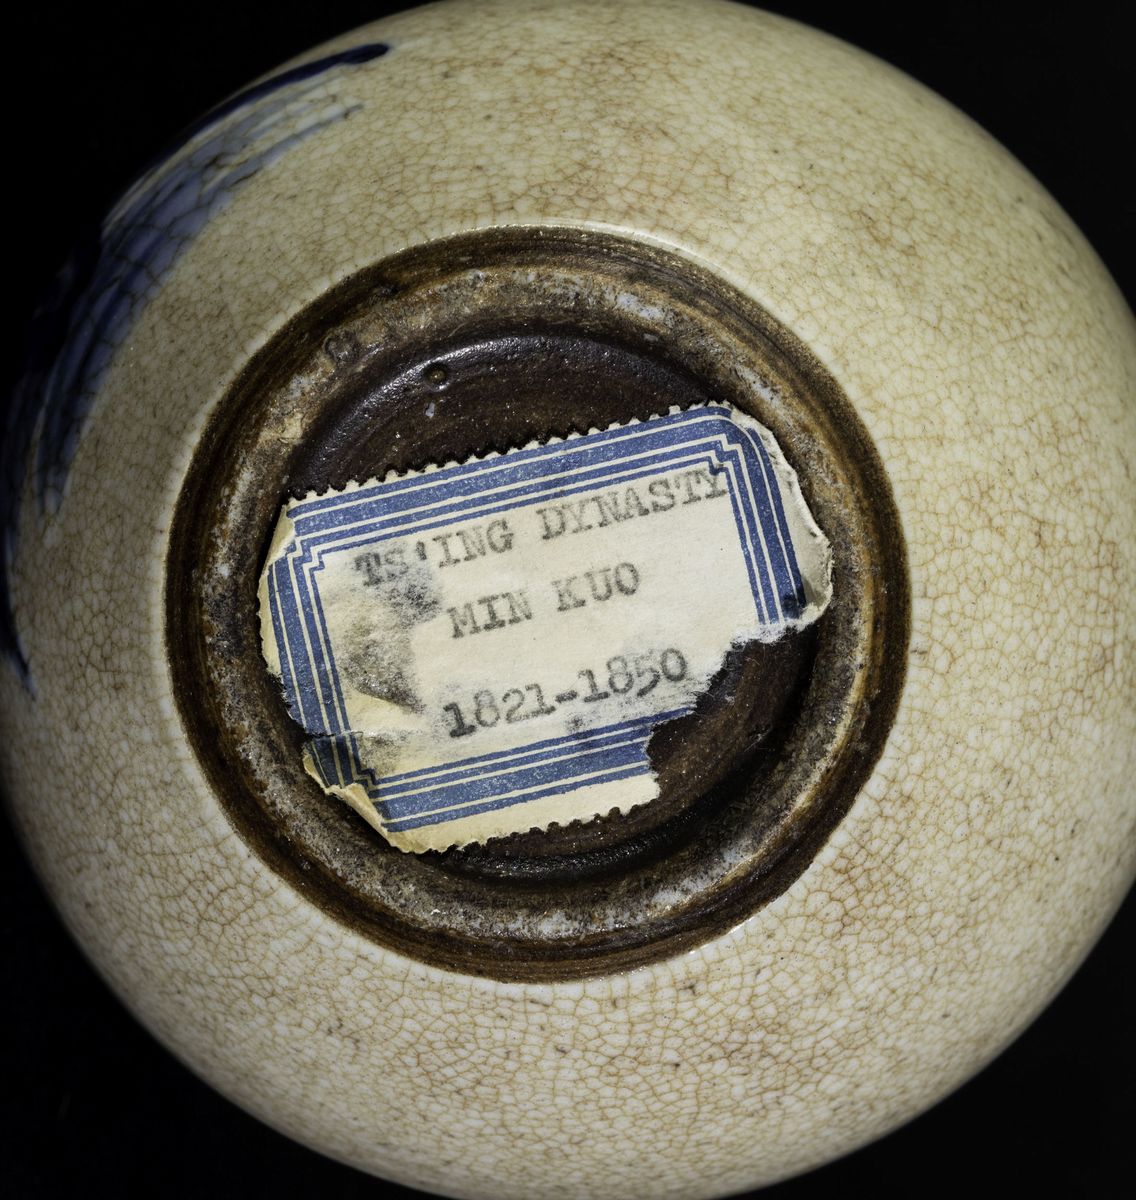 TS'ING DYNASTY
MIN KUO
1821-1850